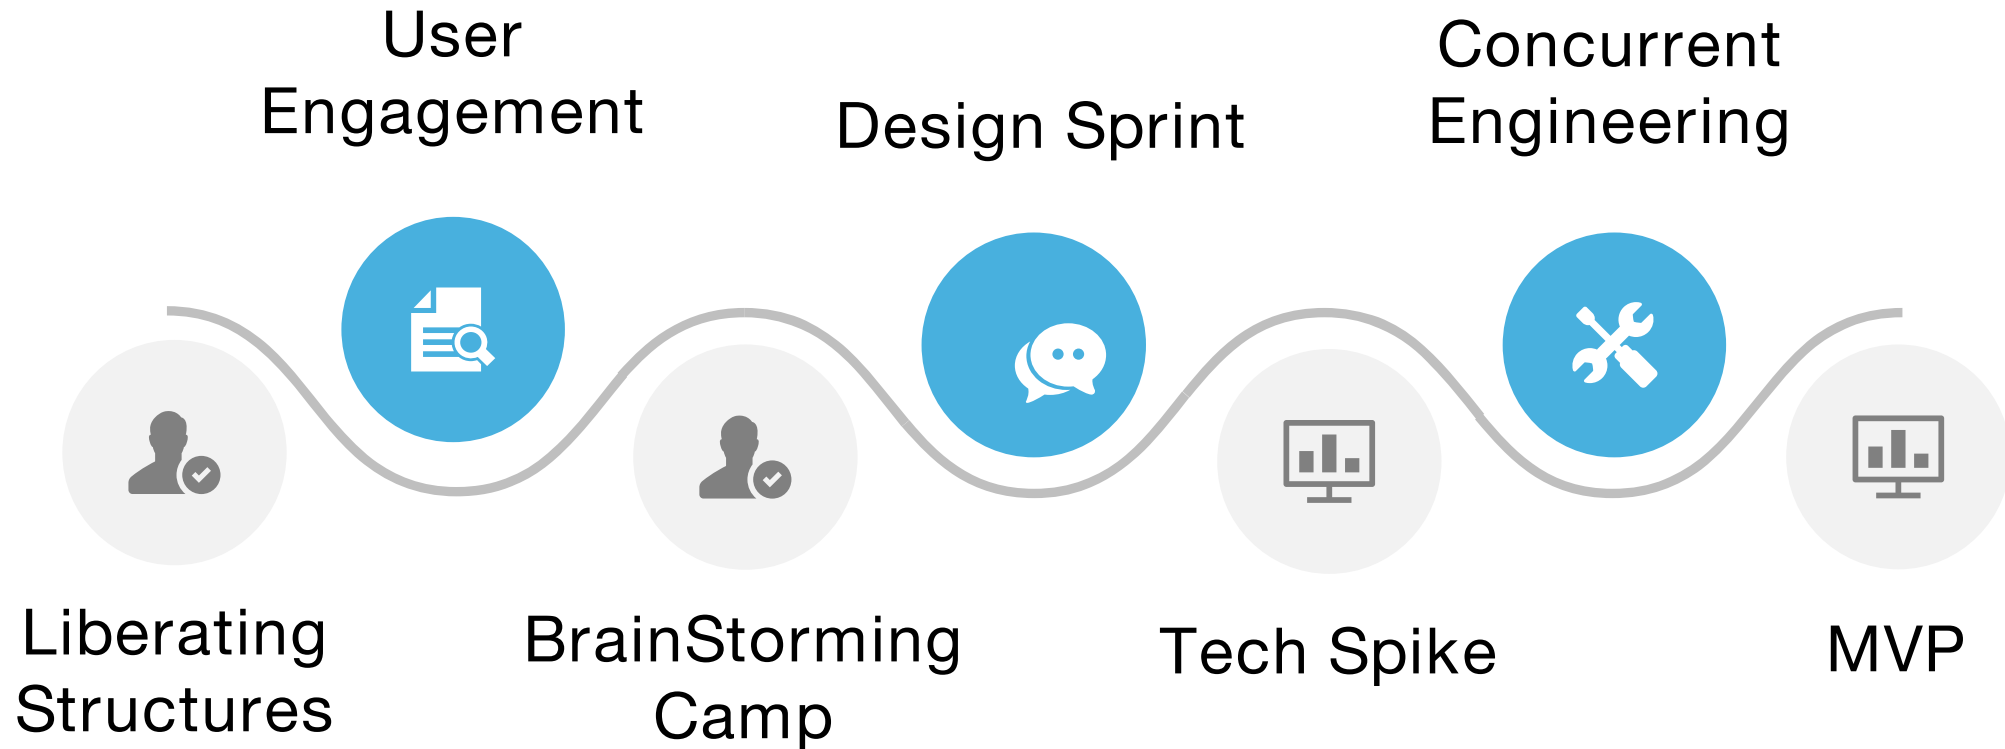 User
Engagement
Design Sprint
Concurrent
Engineering
Liberating
Structures
BrainStorming
Camp
Tech Spike
MVP